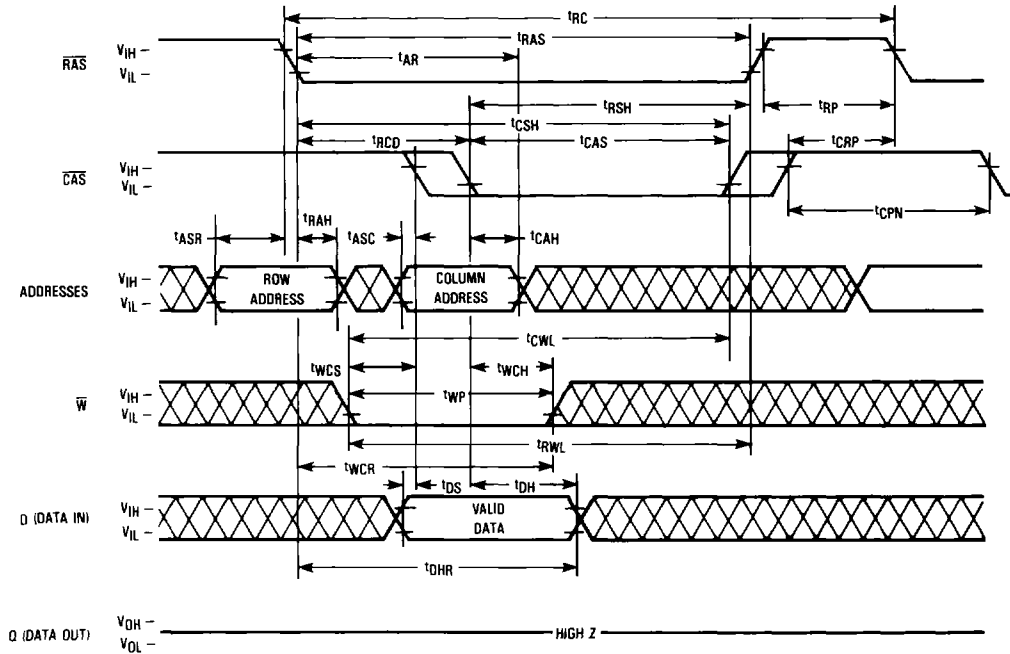 tRC
tRAS
tAR
RAS
VIH –
VIL –
tRSH
tRP
tCSH
tRCD
tCAS
tCRP
CAS
VIH –
VIL –
tCPN
tASR
tRAH
tASC
tCAH
ADDRESSES
VIH –
VIL –
ROW
ADDRESS
COLUMN
ADDRESS
tCWL
tWCS
tWCH
W
VIH –
VIL –
tWP
tRWL
tWCR
tDS
tDH
D (DATA IN)
VIH –
VIL –
VALID
DATA
tDHR
Q (DATA OUT)
VOH –
VOL –
HIGH Z